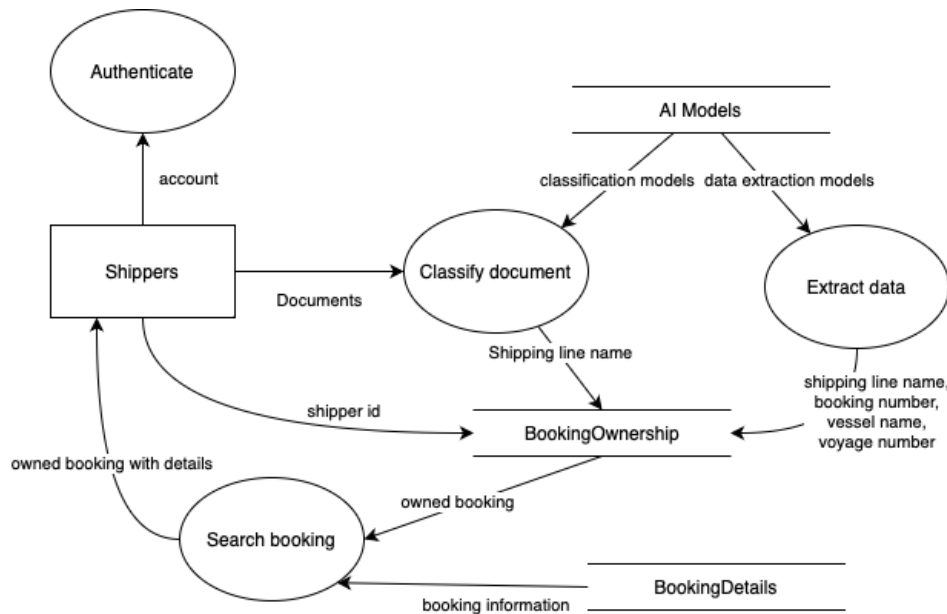 Authenticate
AI Models
account
classification models
data extraction models
Shippers
Classify document
Extract data
Documents
Shipping line name
shipping line name,
booking number,
vessel name,
voyage number
shipper id
BookingOwnership
owned booking with details
owned booking
Search booking
BookingDetails
booking information